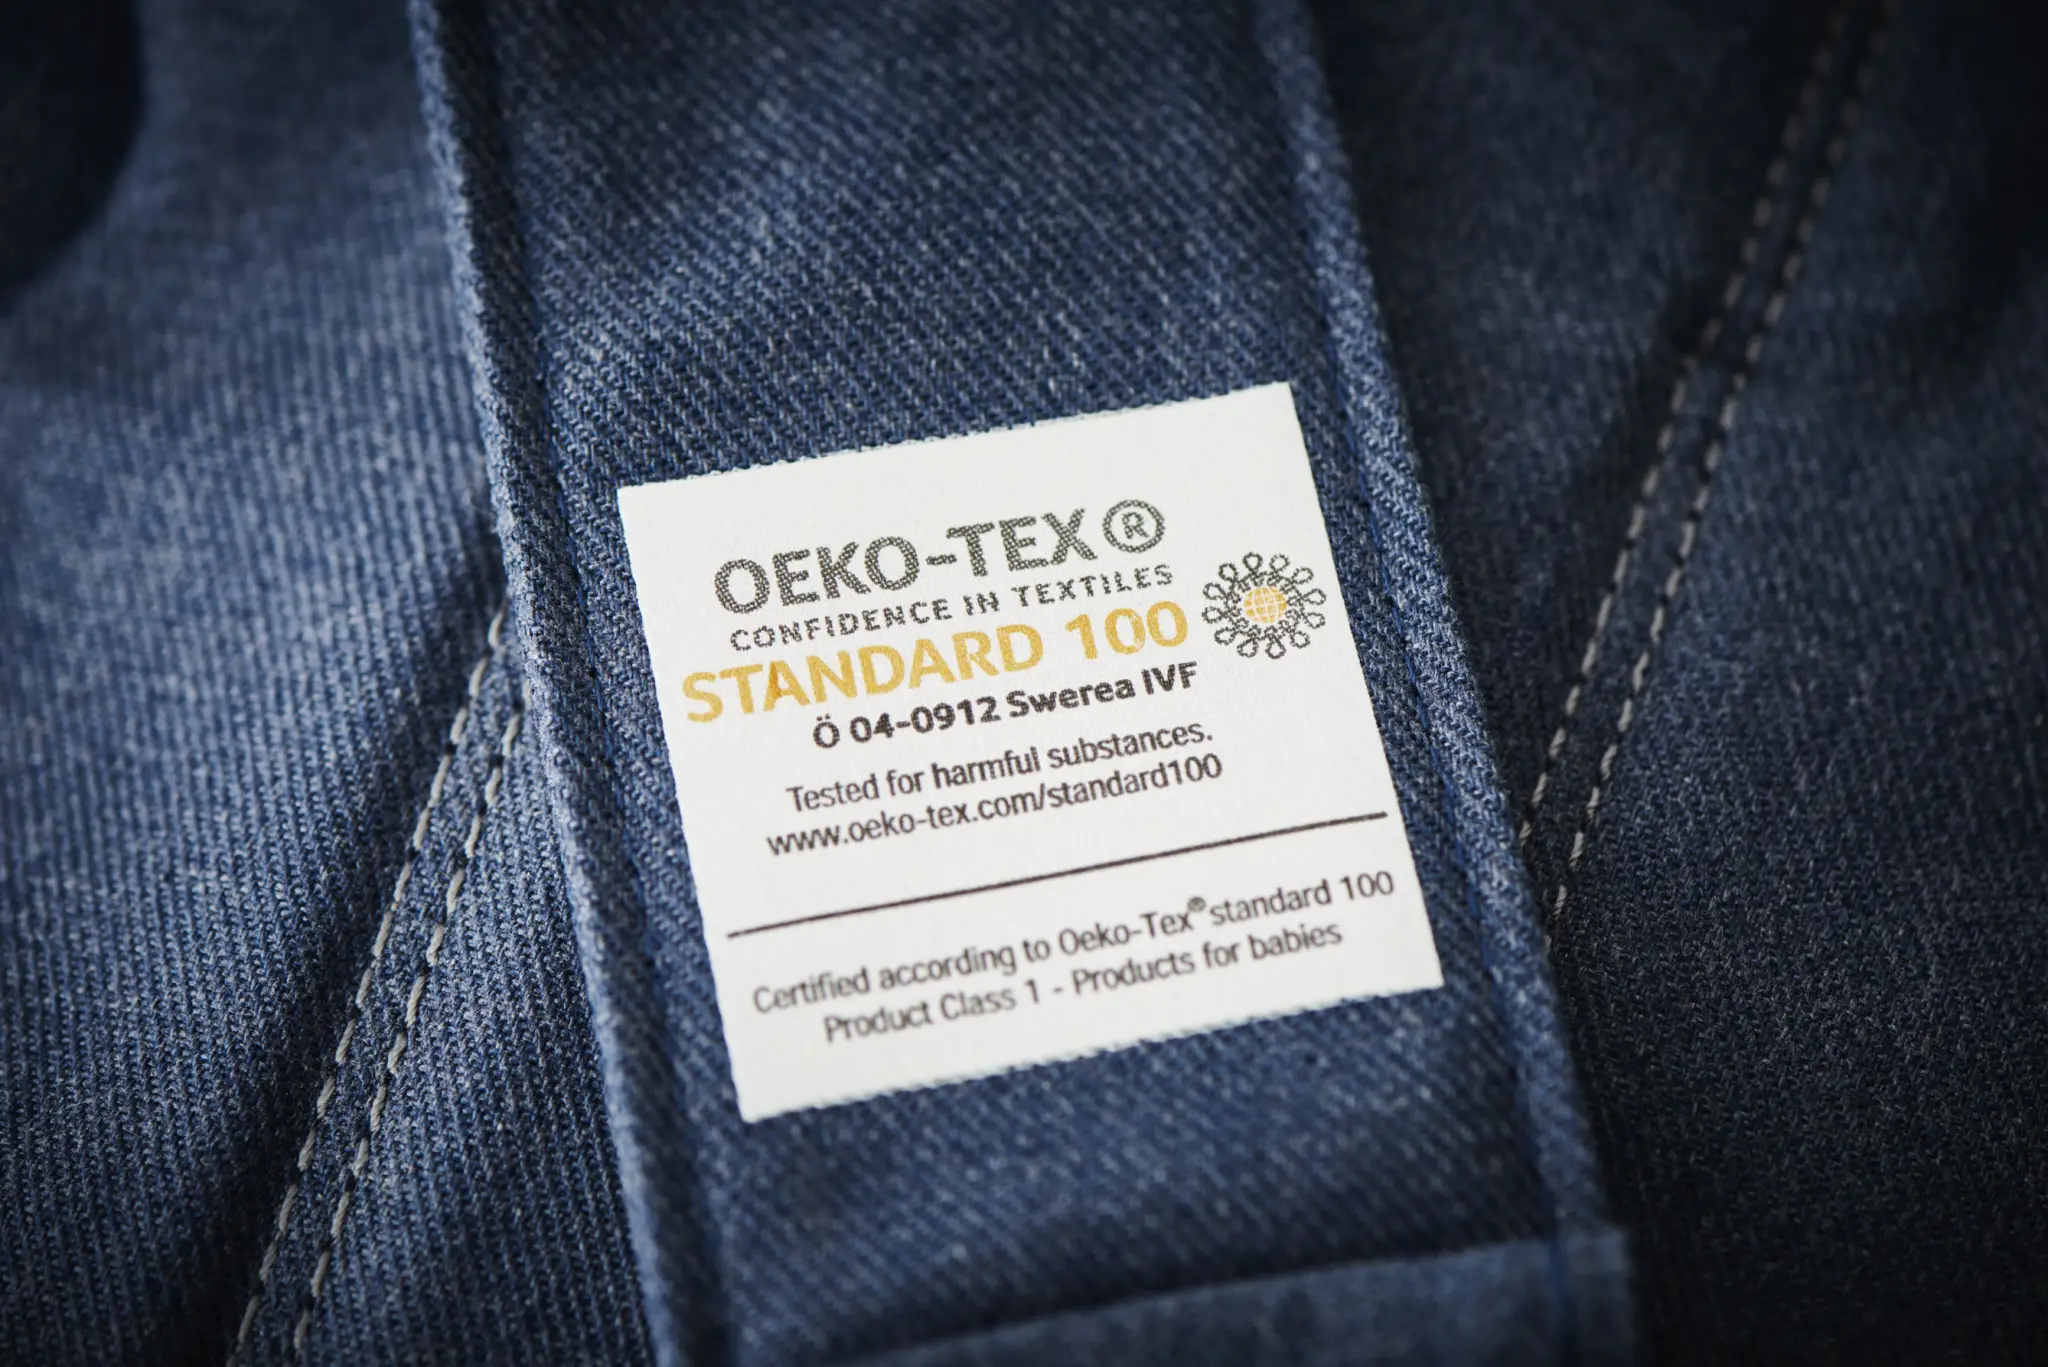 OEKO-TEX®
CONFIDENCE IN TEXTILES
STANDARD 100
Ö 04-0912 Swerea IVF
Tested for harmful substances.
www.oeko-tex.com/standard100
Certified according to Oeko-Tex® standard 100
Product Class 1 - Products for babies